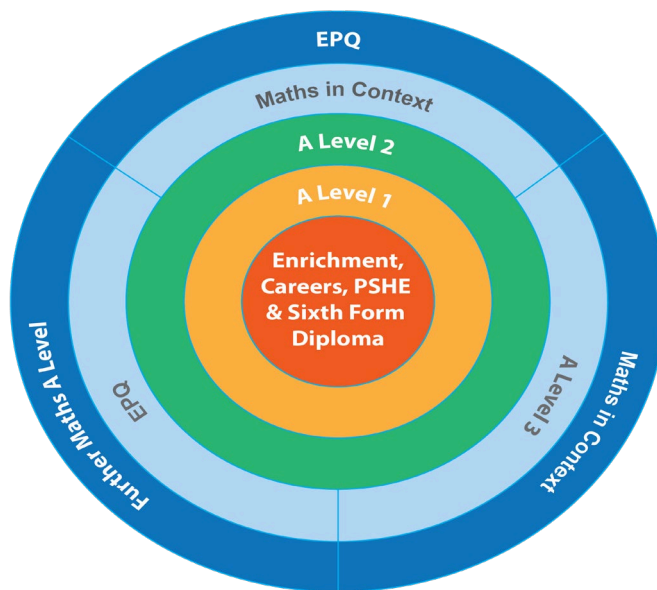 EPQ
Maths in Context
A Level 2
A Level 1
Enrichment,
Careers, PSHE
& Sixth Form
Diploma
EPQ
A Level 3
Further Maths A Level
Maths in Context